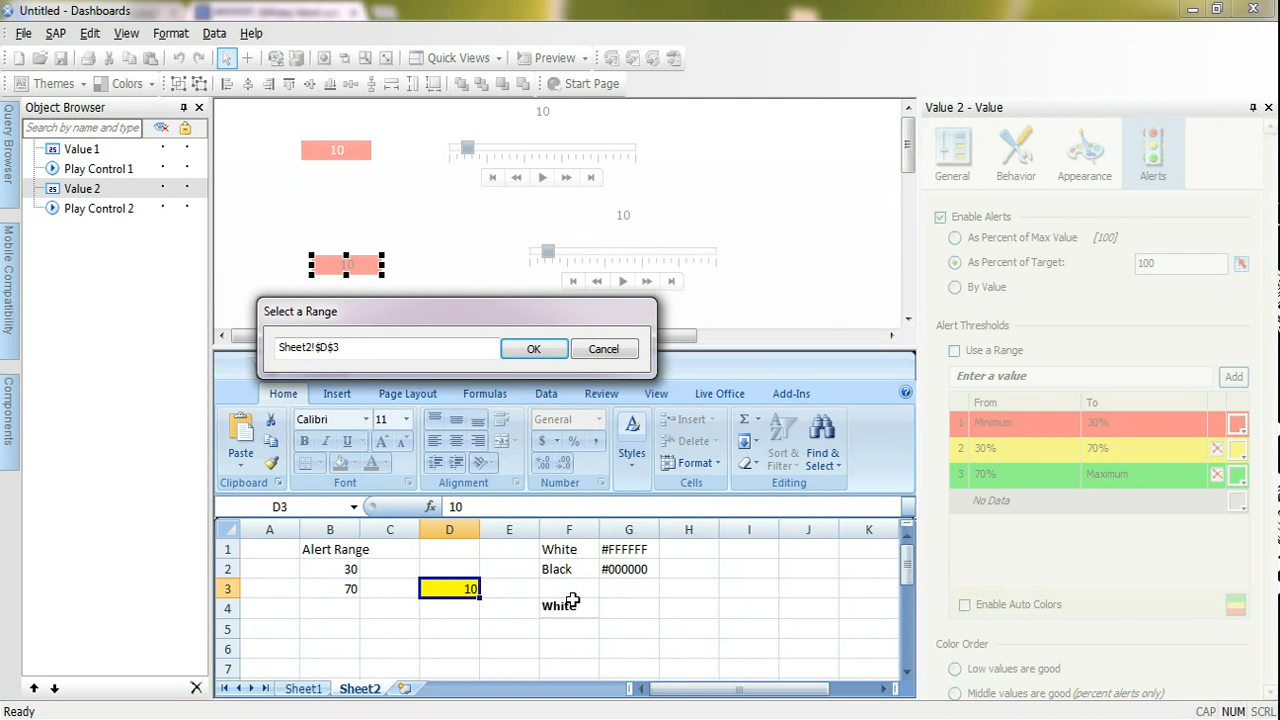 Untitled - Dashboards
File SAP Edit View Format Data Help
Quick Views Preview
Themes Colors Start Page
Object Browser
Search by name and type
Value 1
Play Control 1
Value 2
Play Control 2
Query Browser
Mobile Compatibility
Components
10
10
10
10
Select a Range
Sheet2!$D$3
OK Cancel
Home Insert Page Layout Formulas Data Review View Live Office Add-Ins
Paste
Calibri 11
B I U A A
A
General
$ % ,
Styles
Insert
Delete
Format
Σ
Sort & Filter
Find & Select
Clipboard Font Alignment Number Cells Editing
D3 fx 10
A B C D E F G H I J K
1 Alert Range White #FFFFFF
2 30 Black #000000
3 70 10
4 White
5
6
7
Sheet1 Sheet2
Value 2 - Value
General Behavior Appearance Alerts
Enable Alerts
As Percent of Max Value [100]
As Percent of Target: 100
By Value
Alert Thresholds
Use a Range
Enter a value Add
From To
1 Minimum 30%
2 30% 70%
3 70% Maximum
No Data
Enable Auto Colors
Color Order
Low values are good
Middle values are good (percent alerts only)
Ready CAP NUM SCRL